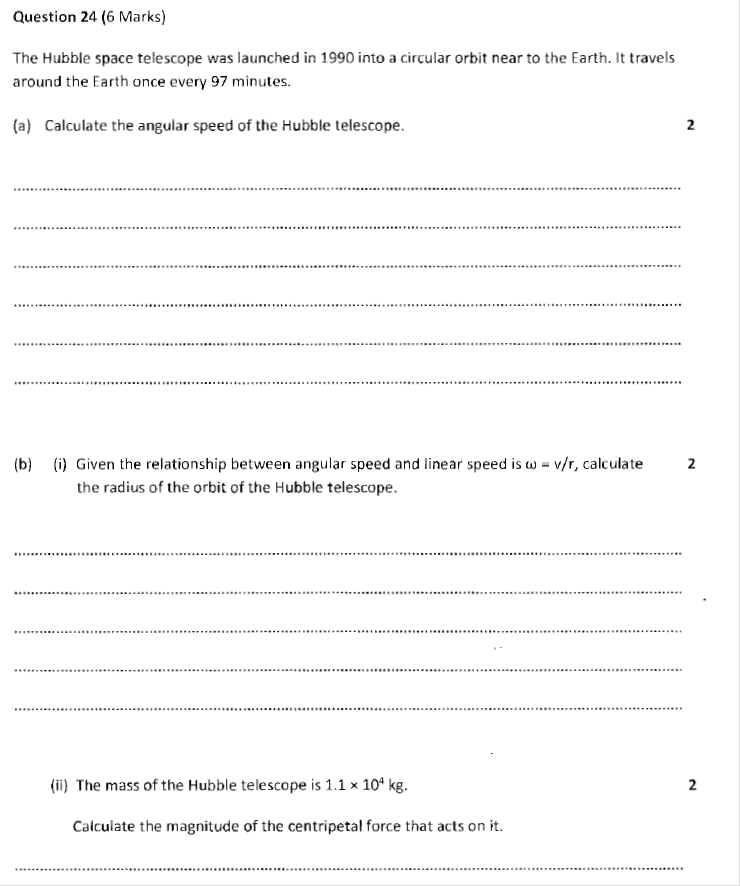 Question 24 (6 Marks)
The Hubble space telescope was launched in 1990 into a circular orbit near to the Earth. It travels
around the Earth once every 97 minutes.
(a) Calculate the angular speed of the Hubble telescope. 2
(b) (i) Given the relationship between angular speed and linear speed is ω = v/r, calculate 2
the radius of the orbit of the Hubble telescope.
(ii) The mass of the Hubble telescope is 1.1 × 10⁴ kg. 2
Calculate the magnitude of the centripetal force that acts on it.